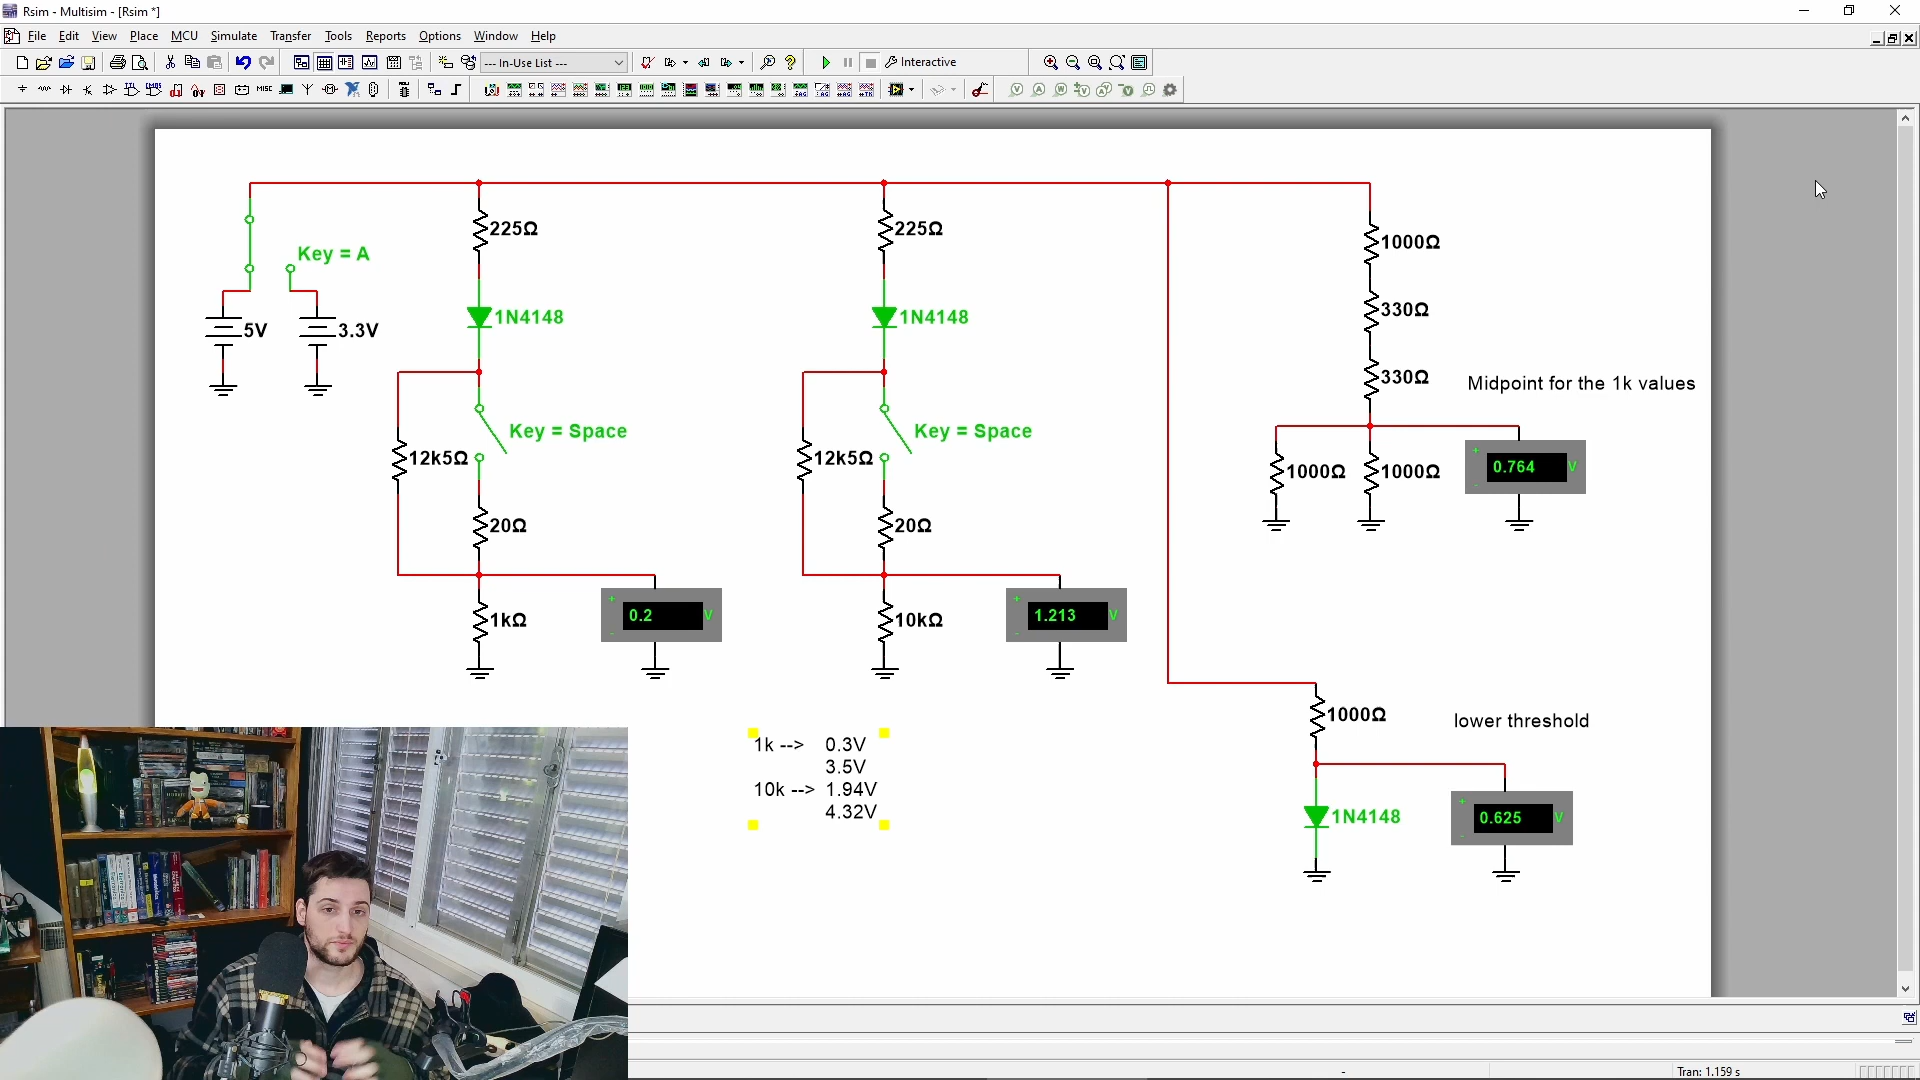 Rsim - Multisim - [Rsim *]
File Edit View Place MCU Simulate Transfer Tools Reports Options Window Help
--- In-Use List ---
Interactive
MISC
225Ω
225Ω
1000Ω
Key = A
330Ω
1N4148
1N4148
5V
3.3V
330Ω
Midpoint for the 1k values
Key = Space
Key = Space
12k5Ω
12k5Ω
1000Ω
1000Ω
0.764 V
20Ω
20Ω
1kΩ
0.2 V
10kΩ
1.213 V
1000Ω
lower threshold
1k --> 0.3V
3.5V
10k --> 1.94V
4.32V
1N4148
0.625 V
Tran: 1.159 s